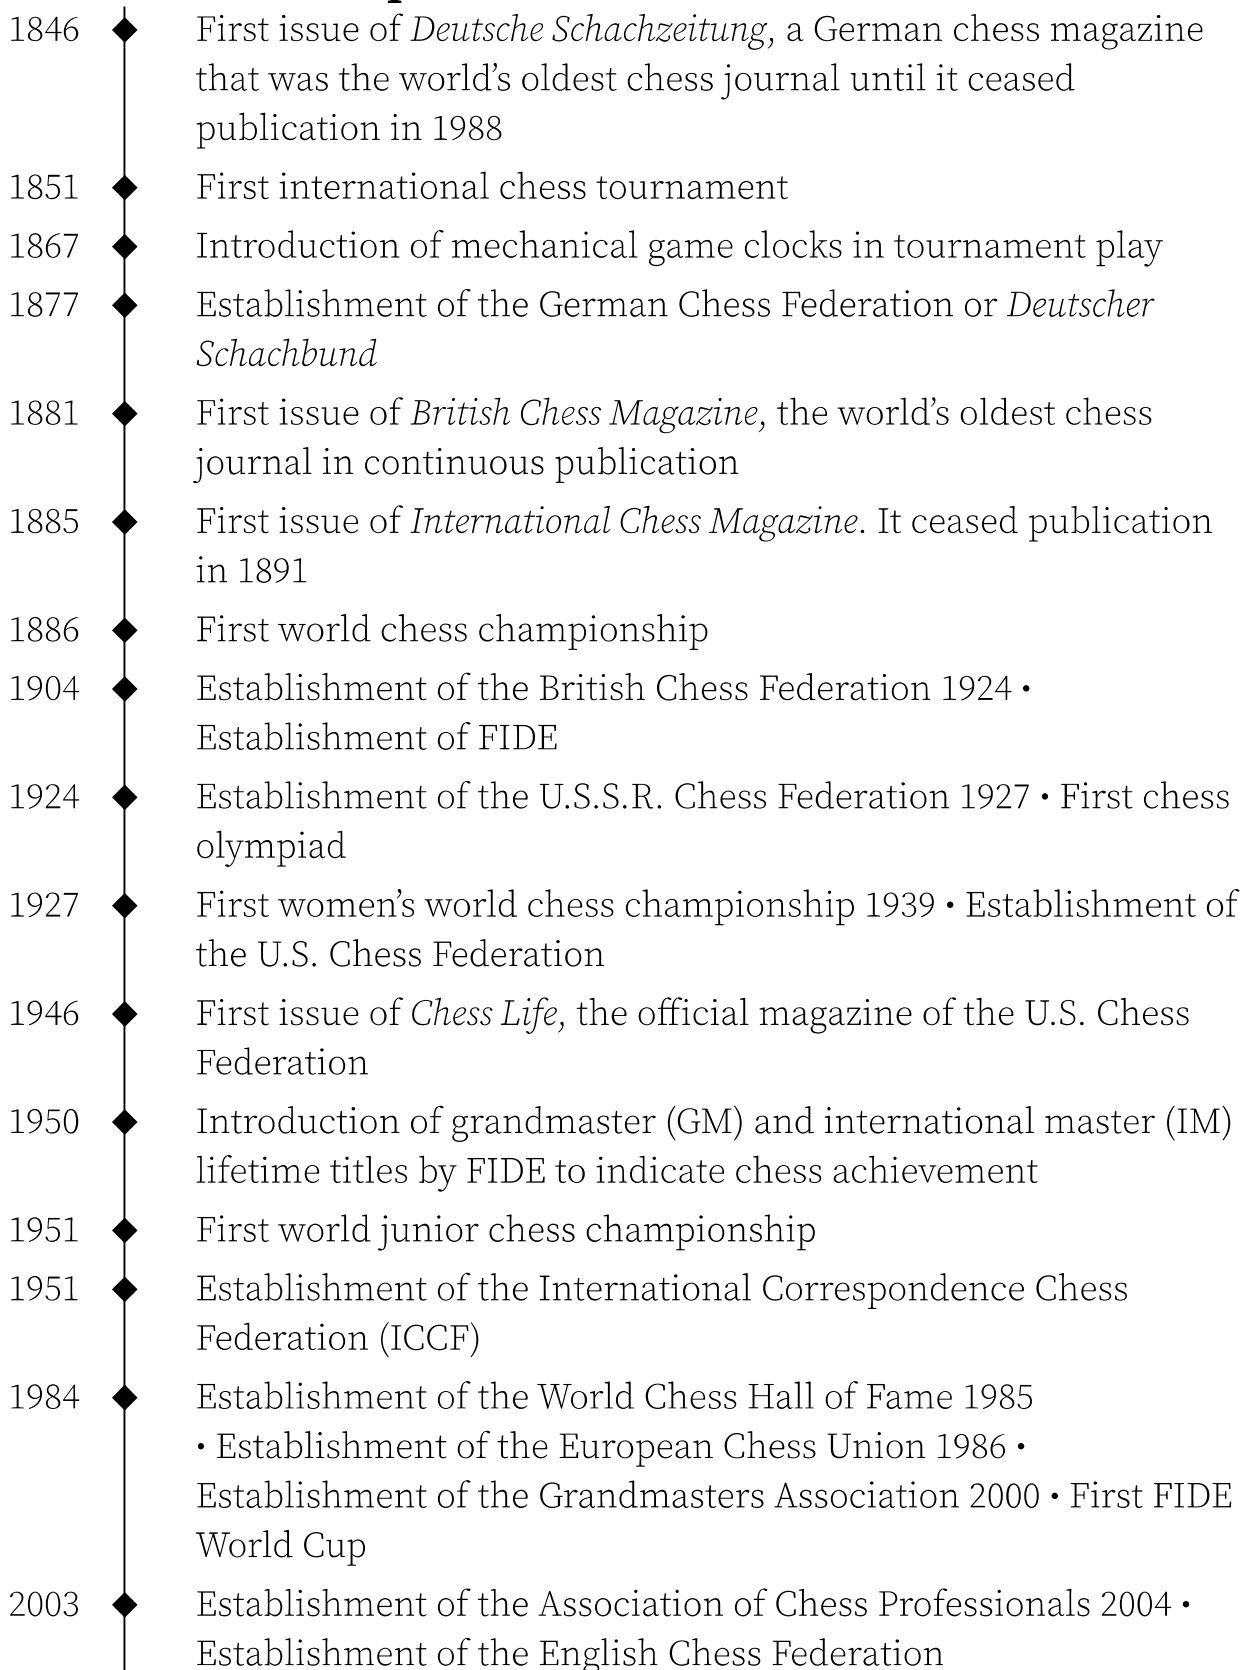 1846 First issue of Deutsche Schachzeitung, a German chess magazine
that was the world’s oldest chess journal until it ceased
publication in 1988
1851 First international chess tournament
1867 Introduction of mechanical game clocks in tournament play
1877 Establishment of the German Chess Federation or Deutscher
Schachbund
1881 First issue of British Chess Magazine, the world’s oldest chess
journal in continuous publication
1885 First issue of International Chess Magazine. It ceased publication
in 1891
1886 First world chess championship
1904 Establishment of the British Chess Federation 1924 •
Establishment of FIDE
1924 Establishment of the U.S.S.R. Chess Federation 1927 • First chess
olympiad
1927 First women’s world chess championship 1939 • Establishment of
the U.S. Chess Federation
1946 First issue of Chess Life, the official magazine of the U.S. Chess
Federation
1950 Introduction of grandmaster (GM) and international master (IM)
lifetime titles by FIDE to indicate chess achievement
1951 First world junior chess championship
1951 Establishment of the International Correspondence Chess
Federation (ICCF)
1984 Establishment of the World Chess Hall of Fame 1985
• Establishment of the European Chess Union 1986 •
Establishment of the Grandmasters Association 2000 • First FIDE
World Cup
2003 Establishment of the Association of Chess Professionals 2004 •
Establishment of the English Chess Federation